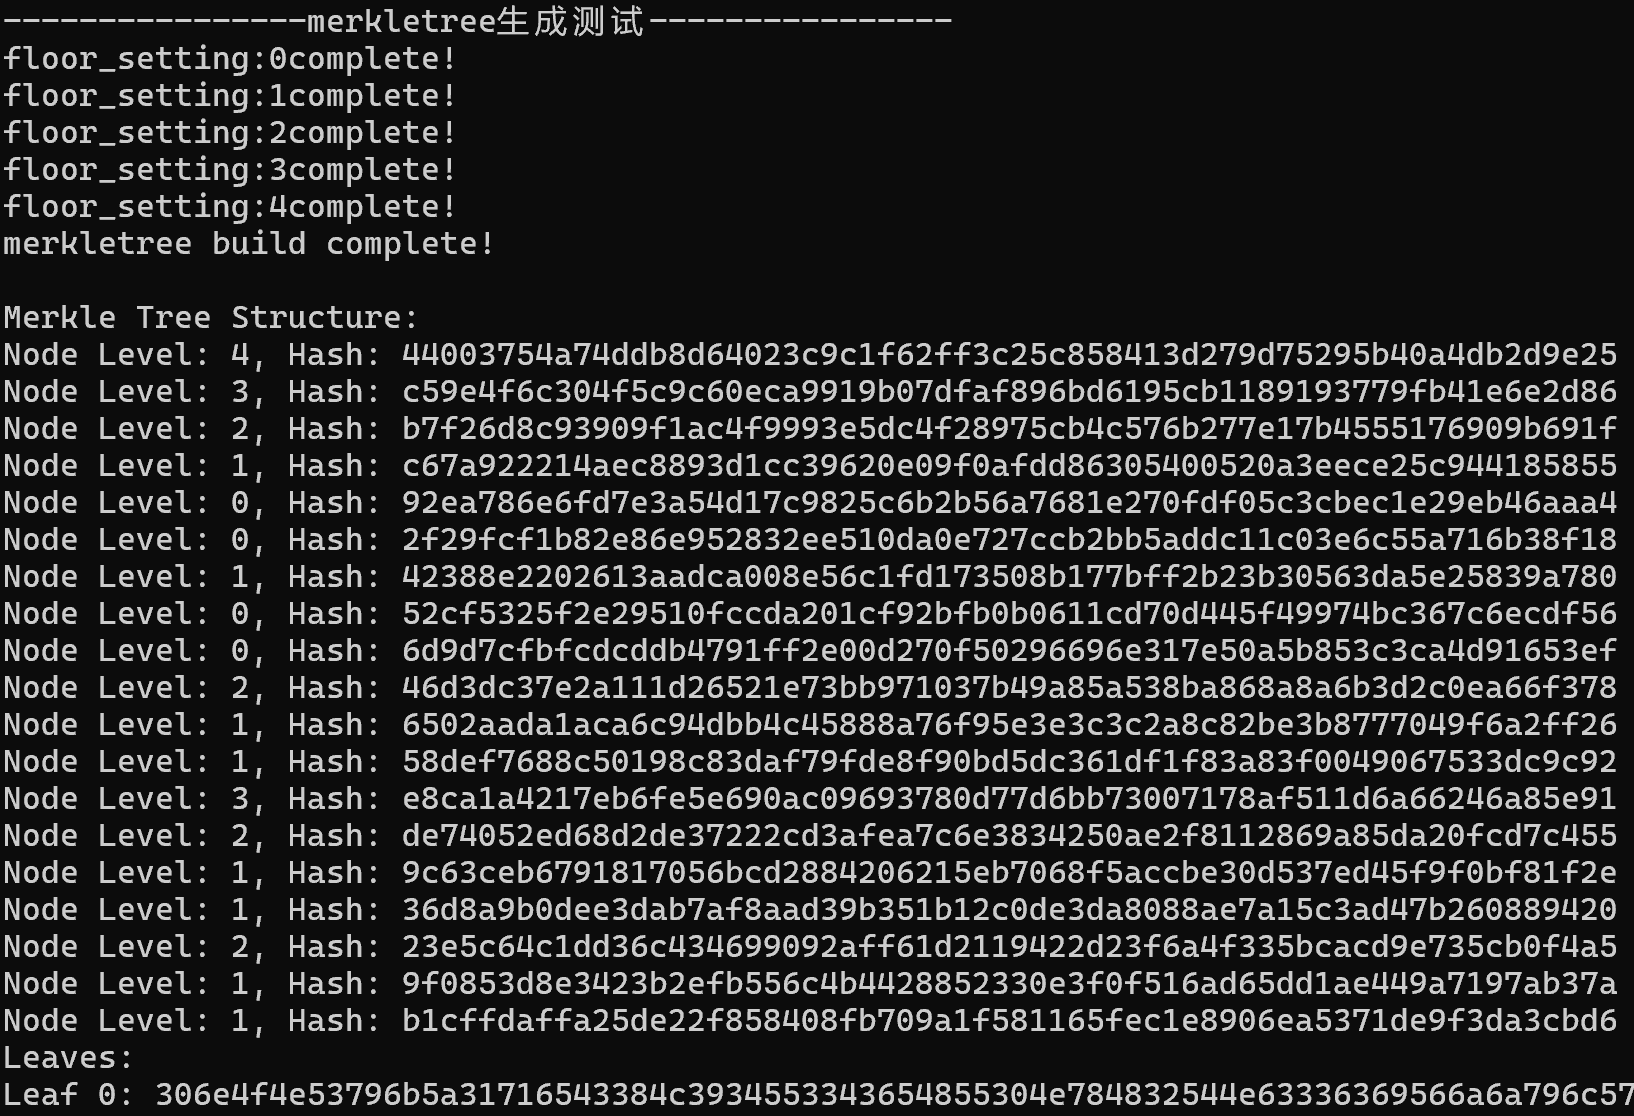 ----------------merkletree生成测试----------------
floor_setting:0complete!
floor_setting:1complete!
floor_setting:2complete!
floor_setting:3complete!
floor_setting:4complete!
merkletree build complete!
Merkle Tree Structure:
Node Level: 4, Hash: 44003754a74ddb8d64023c9c1f62ff3c25c858413d279d75295b40a4db2d9e25
Node Level: 3, Hash: c59e4f6c304f5c9c60eca9919b07dfaf896bd6195cb1189193779fb41e6e2d86
Node Level: 2, Hash: b7f26d8c93909f1ac4f9993e5dc4f28975cb4c576b277e17b4555176909b691f
Node Level: 1, Hash: c67a922214aec8893d1cc39620e09f0afdd86305400520a3eece25c944185855
Node Level: 0, Hash: 92ea786e6fd7e3a54d17c9825c6b2b56a7681e270fdf05c3cbec1e29eb46aaa4
Node Level: 0, Hash: 2f29fcf1b82e86e952832ee510da0e727ccb2bb5addc11c03e6c55a716b38f18
Node Level: 1, Hash: 42388e2202613aadca008e56c1fd173508b177bff2b23b30563da5e25839a780
Node Level: 0, Hash: 52cf5325f2e29510fccda201cf92bfb0b0611cd70d445f49974bc367c6ecdf56
Node Level: 0, Hash: 6d9d7cfbfcdcddb4791ff2e00d270f50296696e317e50a5b853c3ca4d91653ef
Node Level: 2, Hash: 46d3dc37e2a111d26521e73bb971037b49a85a538ba868a8a6b3d2c0ea66f378
Node Level: 1, Hash: 6502aada1aca6c94dbb4c45888a76f95e3e3c3c2a8c82be3b8777049f6a2ff26
Node Level: 1, Hash: 58def7688c50198c83daf79fde8f90bd5dc361df1f83a83f0049067533dc9c92
Node Level: 3, Hash: e8ca1a4217eb6fe5e690ac09693780d77d6bb73007178af511d6a66246a85e91
Node Level: 2, Hash: de74052ed68d2de37222cd3afea7c6e3834250ae2f8112869a85da20fcd7c455
Node Level: 1, Hash: 9c63ceb6791817056bcd2884206215eb7068f5accbe30d537ed45f9f0bf81f2e
Node Level: 1, Hash: 36d8a9b0dee3dab7af8aad39b351b12c0de3da8088ae7a15c3ad47b260889420
Node Level: 2, Hash: 23e5c64c1dd36c434699092aff61d2119422d23f6a4f335bcacd9e735cb0f4a5
Node Level: 1, Hash: 9f0853d8e3423b2efb556c4b4428852330e3f0f516ad65dd1ae449a7197ab37a
Node Level: 1, Hash: b1cffdaffa25de22f858408fb709a1f581165fec1e8906ea5371de9f3da3cbd6
Leaves:
Leaf 0: 306e4f4e53796b5a31716543384c3934553343654855304e784832544e63336369566a6a796c57